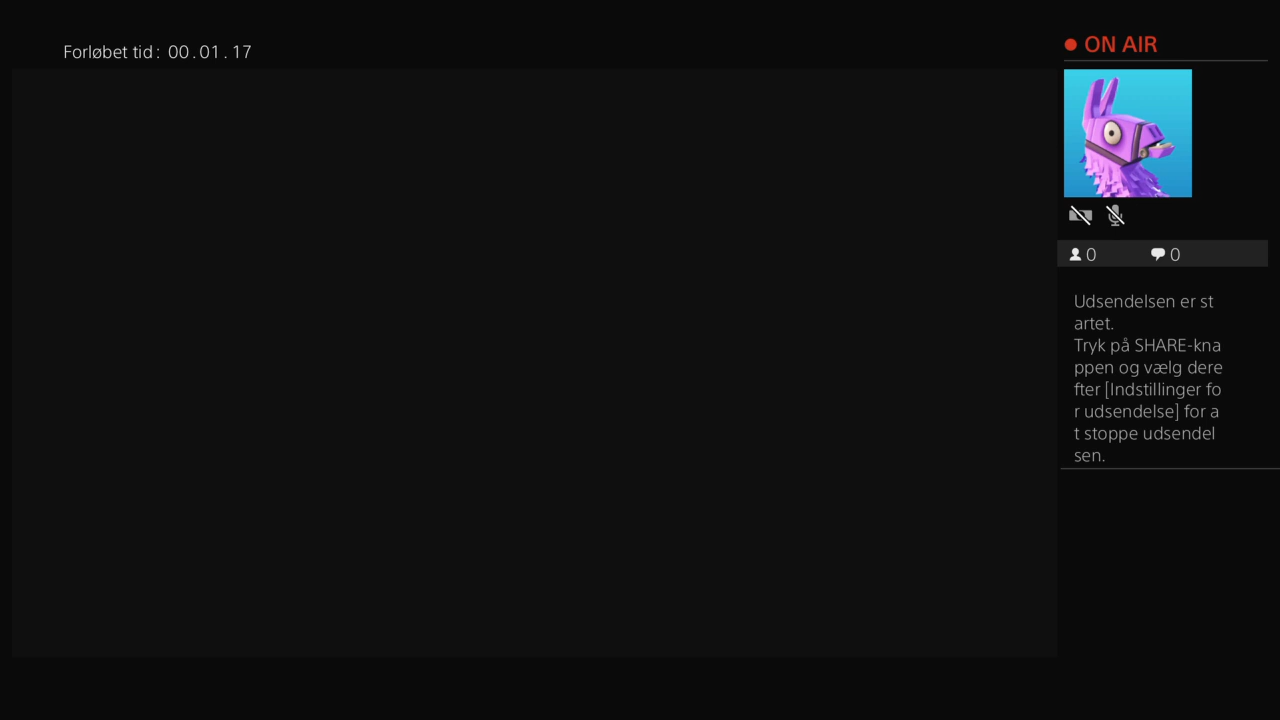 Forløbet tid: 00.01.17
ON AIR
0 0
Udsendelsen er st
artet.
Tryk på SHARE-kna
ppen og vælg dere
fter [Indstillinger fo
r udsendelse] for a
t stoppe udsendel
sen.